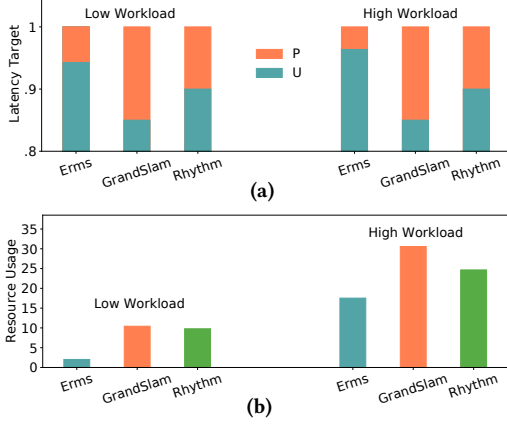 Low Workload
High Workload
P
U
Latency Target
1
.9
.8
Erms
GrandSlam
Rhythm
Erms
GrandSlam
Rhythm
(a)
Resource Usage
35
30
25
20
15
10
5
0
Low Workload
High Workload
Erms
GrandSlam
Rhythm
Erms
GrandSlam
Rhythm
(b)